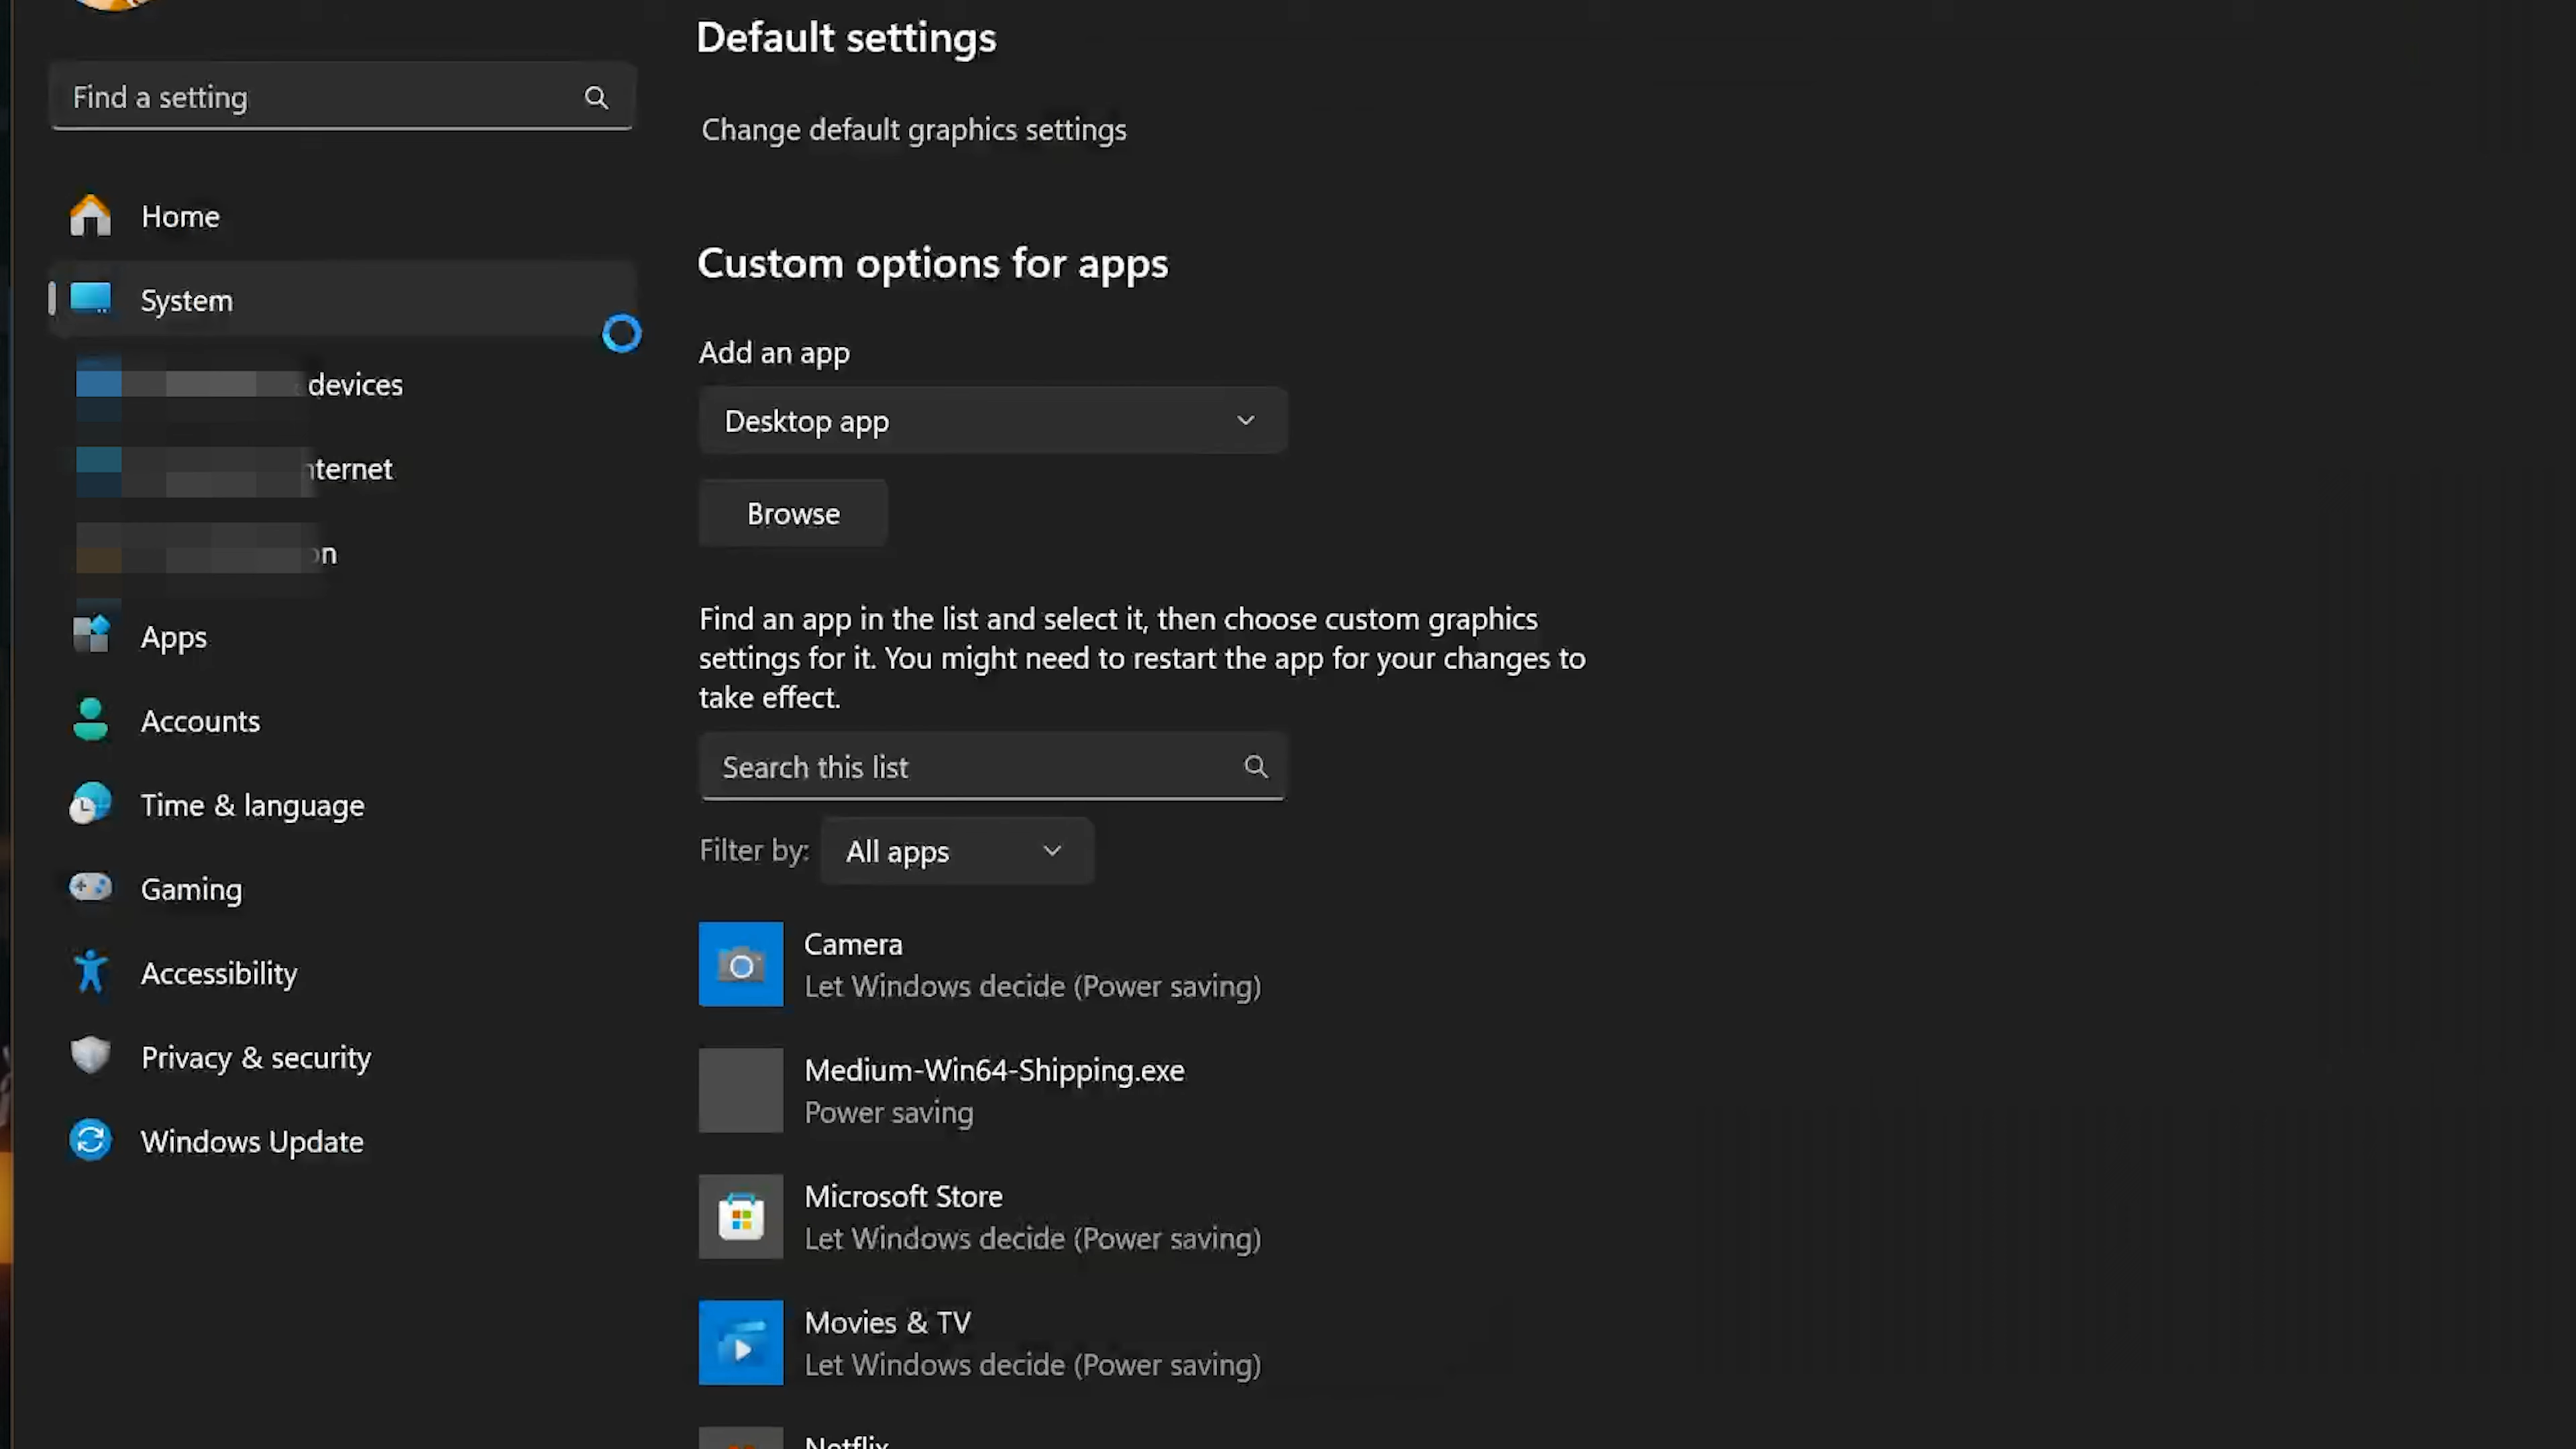 Find a setting
Home
System
devices
nternet
on
Apps
Accounts
Time & language
Gaming
Accessibility
Privacy & security
Windows Update
Default settings
Change default graphics settings
Custom options for apps
Add an app
Desktop app
Browse
Find an app in the list and select it, then choose custom graphics
settings for it. You might need to restart the app for your changes to
take effect.
Search this list
Filter by: All apps
Camera
Let Windows decide (Power saving)
Medium-Win64-Shipping.exe
Power saving
Microsoft Store
Let Windows decide (Power saving)
Movies & TV
Let Windows decide (Power saving)
Netflix